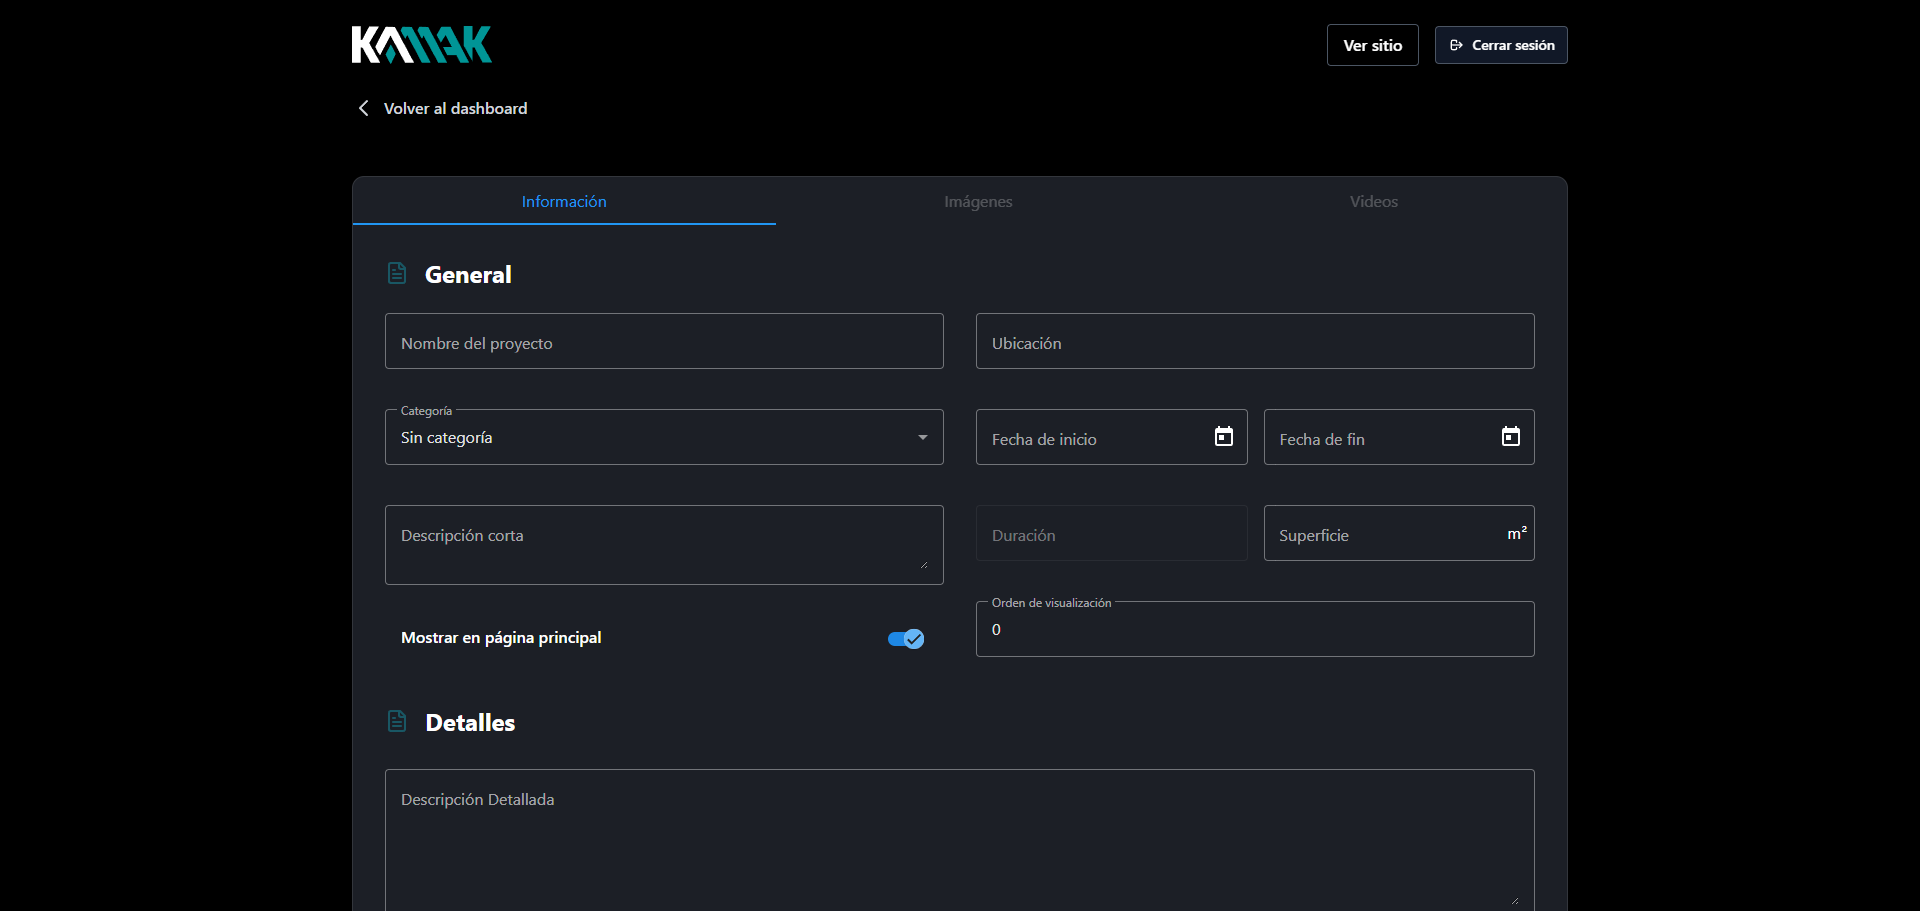 KAMAK
Ver sitio
Cerrar sesión
Volver al dashboard
Información
Imágenes
Videos
General
Nombre del proyecto
Ubicación
Categoría
Sin categoría
Fecha de inicio
Fecha de fin
Descripción corta
Duración
Superficie
m²
Mostrar en página principal
Orden de visualización
0
Detalles
Descripción Detallada